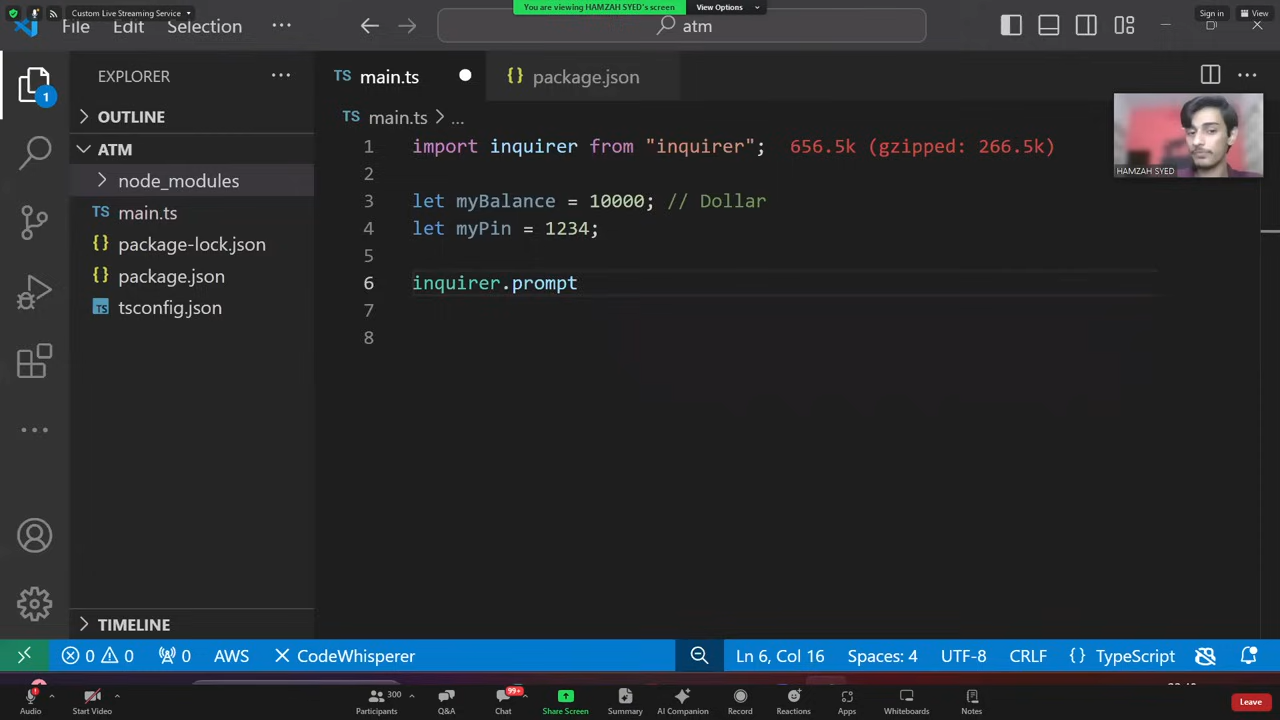 Custom Live Streaming Service
You are viewing HAMZAH SYED's screen
View Options
Sign in
View
File Edit Selection ···
atm
EXPLORER
OUTLINE
ATM
node_modules
main.ts
package-lock.json
package.json
tsconfig.json
TIMELINE
1
TS main.ts
{} package.json
TS main.ts > ...
1 import inquirer from "inquirer"; 656.5k (gzipped: 266.5k)
2
3 let myBalance = 10000; // Dollar
4 let myPin = 1234;
5
6 inquirer.prompt
7
8
HAMZAH SYED
0 0 0 AWS CodeWhisperer
Ln 6, Col 16 Spaces: 4 UTF-8 CRLF {} TypeScript
Audio
Start Video
300
Participants
Q&A
99+
Chat
Share Screen
Summary
AI Companion
Record
Reactions
Apps
Whiteboards
Notes
Leave